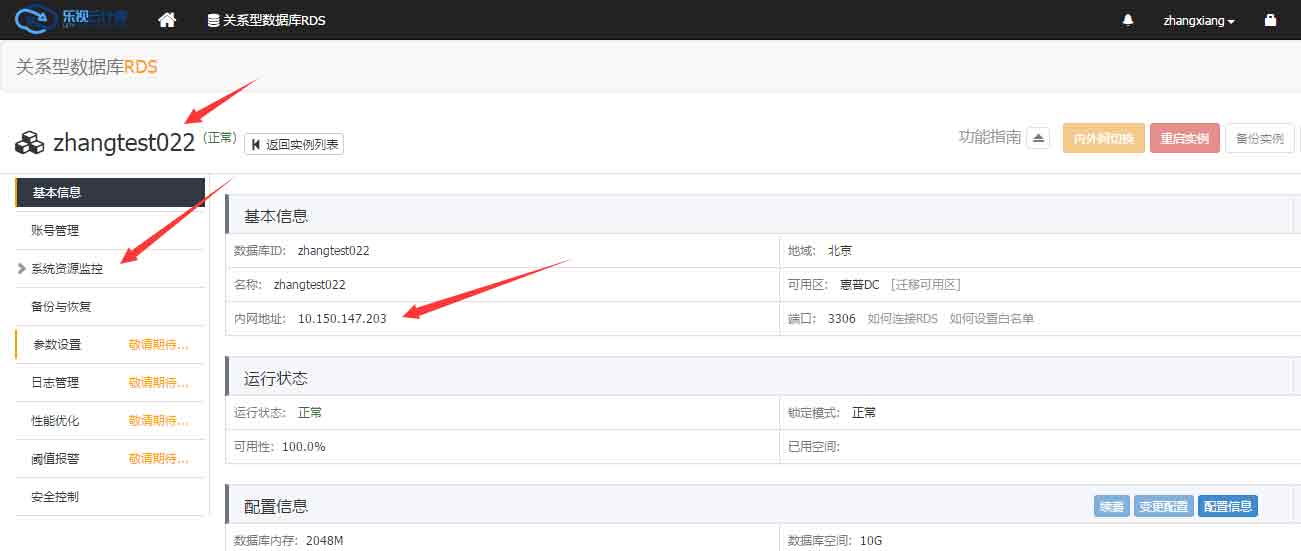 乐视云计算 关系型数据库RDS zhangxiang
关系型数据库RDS
zhangtest022 (正常) 返回实例列表 功能指南 内外网切换 重启实例 备份实例
基本信息
账号管理
系统资源监控
备份与恢复
参数设置 敬请期待...
日志管理 敬请期待...
性能优化 敬请期待...
阈值报警 敬请期待...
安全控制
基本信息
数据库ID: zhangtest022 地域: 北京
名称: zhangtest022 可用区: 惠普DC [迁移可用区]
内网地址: 10.150.147.203 端口: 3306 如何连接RDS 如何设置白名单
运行状态
运行状态: 正常 锁定模式: 正常
可用性: 100.0% 已用空间:
配置信息 续费 变更配置 配置信息
数据库内存: 2048M 数据库空间: 10G